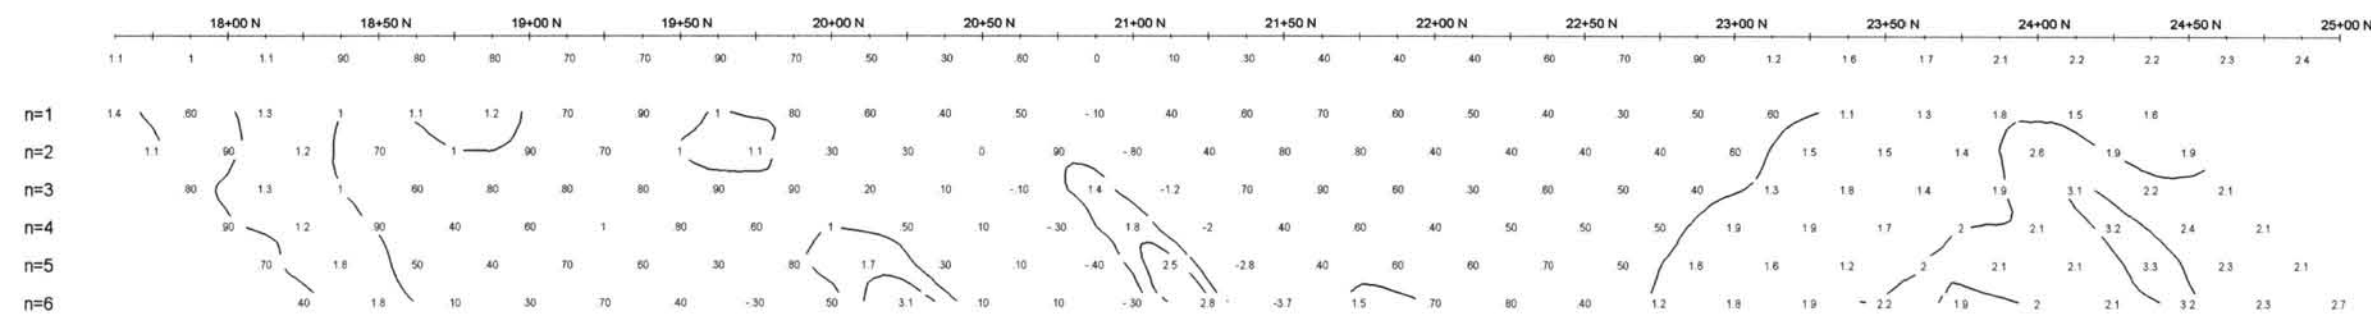 18+00 N 18+50 N 19+00 N 19+50 N 20+00 N 20+50 N 21+00 N 21+50 N 22+00 N 22+50 N 23+00 N 23+50 N 24+00 N 24+50 N 25+00 N
1.1 1 1.1 .90 .80 .80 .70 .70 .90 .70 .50 .30 .60 0 .10 .30 .40 .40 .40 .60 .70 .90 1.2 1.6 1.7 2.1 2.2 2.2 2.3 2.4
n=1 1.4 .60 1.3 1 1.1 1.2 .70 .90 1 .80 .60 .40 .50 -.10 .40 .60 .70 .60 .50 .40 .30 .50 .60 1.1 1.3 1.8 1.5 1.6
n=2 1.1 .90 1.2 .70 1 .90 .70 1 1.1 .30 .30 0 .90 -.80 .40 .80 .80 .40 .40 .40 .40 .60 1.5 1.5 1.4 2.6 1.9 1.9
n=3 .80 1.3 1 .60 .80 .80 .80 .90 .90 .20 .10 -.10 1.4 -1.2 .70 .90 .60 .30 .60 .50 .40 1.3 1.8 1.4 1.9 3.1 2.2 2.1
n=4 .90 1.2 .90 .40 .60 1 .80 .60 1 .50 .10 -.30 1.8 -2 .40 .60 .40 .50 .50 .50 1.9 1.9 1.7 2 2.1 3.2 2.4 2.1
n=5 .70 1.6 .50 .40 .70 .60 .30 .80 1.7 .30 .10 -.40 2.5 -2.8 .40 .60 .60 .70 .50 1.6 1.6 1.2 2 2.1 2.1 3.3 2.3 2.1
n=6 .40 1.8 .10 .30 .70 .40 -.30 .50 3.1 .10 .10 -.30 2.8 -3.7 1.5 .70 .80 .40 1.2 1.8 1.9 2.2 1.9 2 2.1 3.2 2.3 2.7